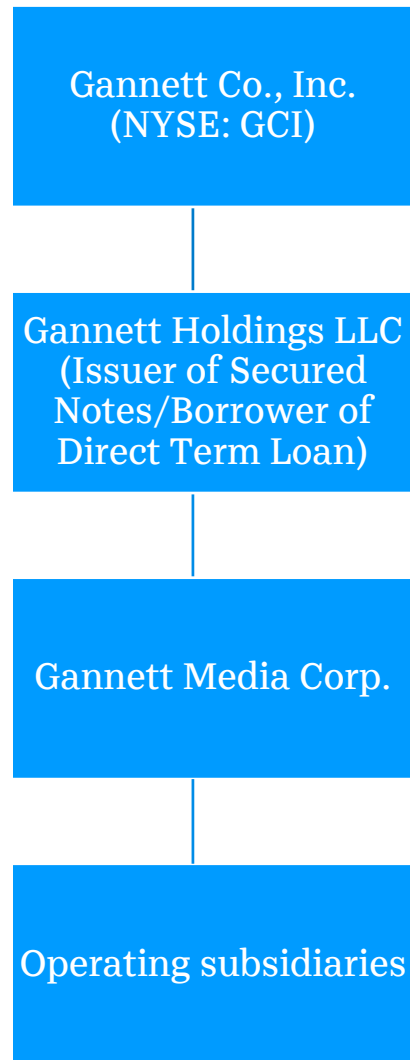 Gannett Co., Inc.
(NYSE: GCI)
Gannett Holdings LLC
(Issuer of Secured
Notes/Borrower of
Direct Term Loan)
Gannett Media Corp.
Operating subsidiaries